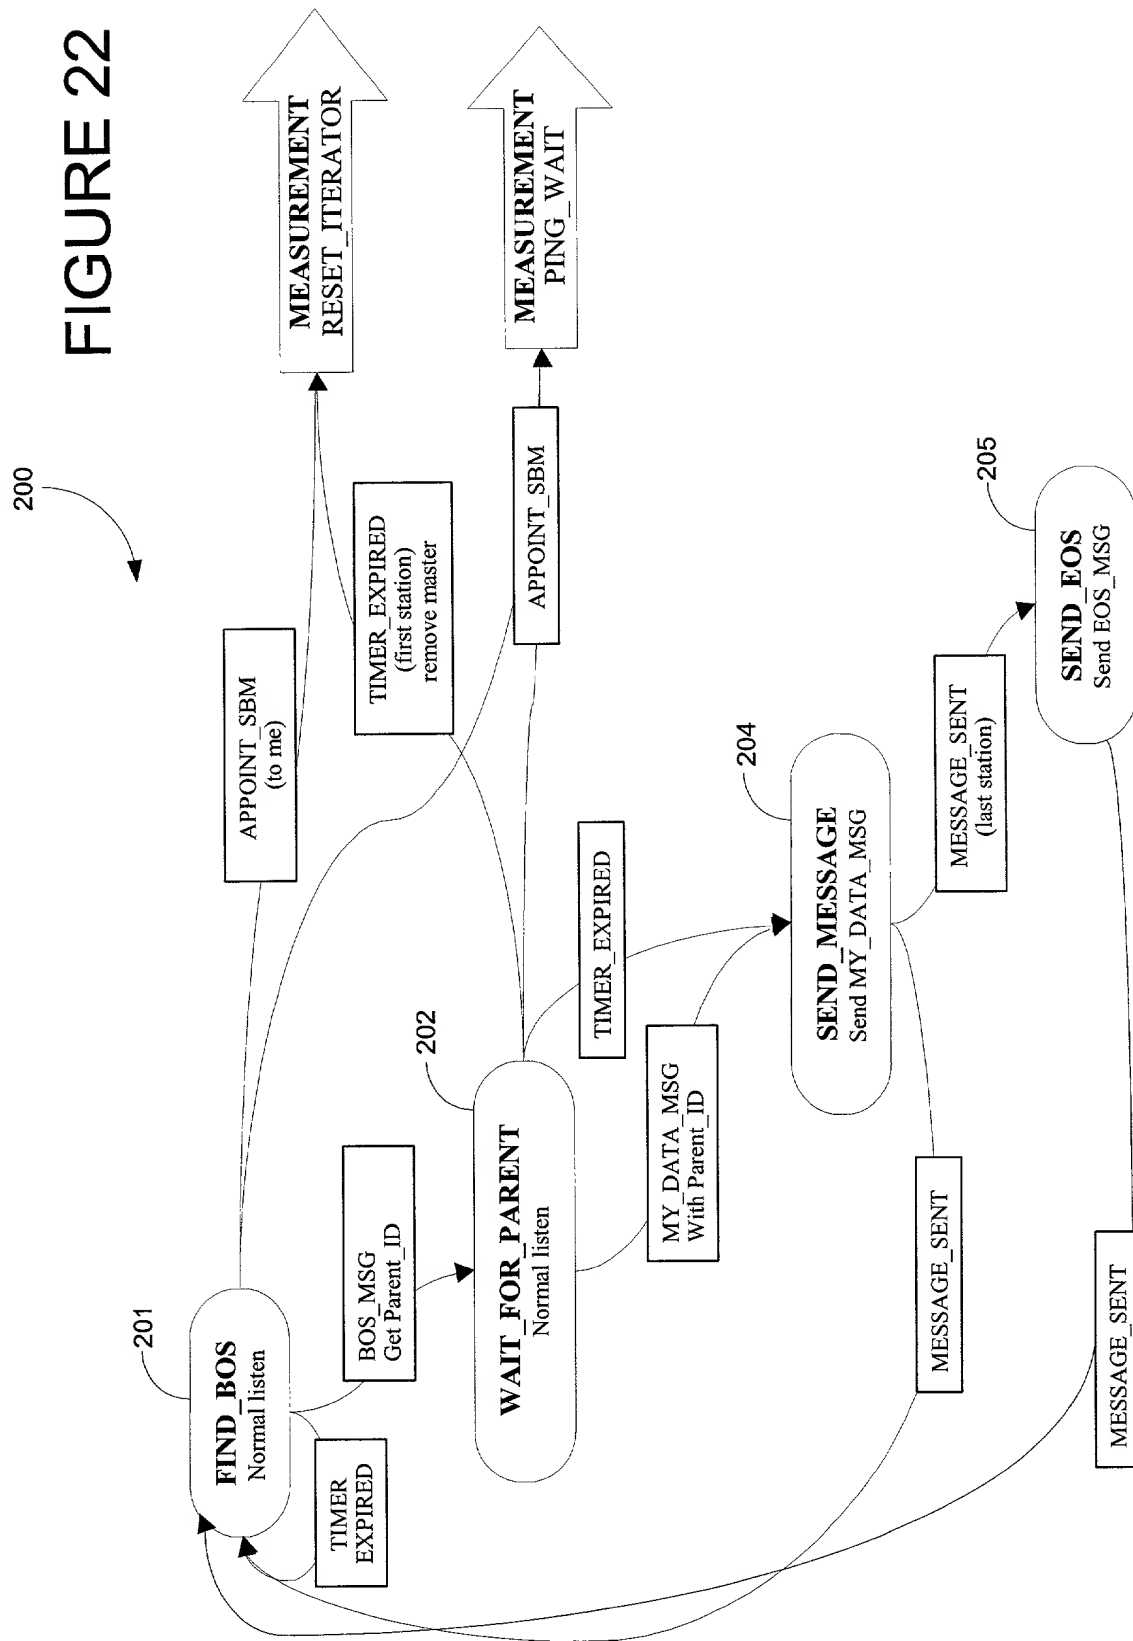 FIGURE 22
200
201
FIND_BOS
Normal listen
TIMER
EXPIRED
BOS_MSG
Get Parent_ID
APPOINT_SBM
(to me)
MEASUREMENT
RESET_ITERATOR
202
WAIT_FOR_PARENT
Normal listen
TIMER_EXPIRED
(first station)
remove master
APPOINT_SBM
MEASUREMENT
PING_WAIT
TIMER_EXPIRED
MY_DATA_MSG
With Parent_ID
204
SEND_MESSAGE
Send MY_DATA_MSG
MESSAGE_SENT
MESSAGE_SENT
(last station)
205
SEND_EOS
Send EOS_MSG
MESSAGE_SENT